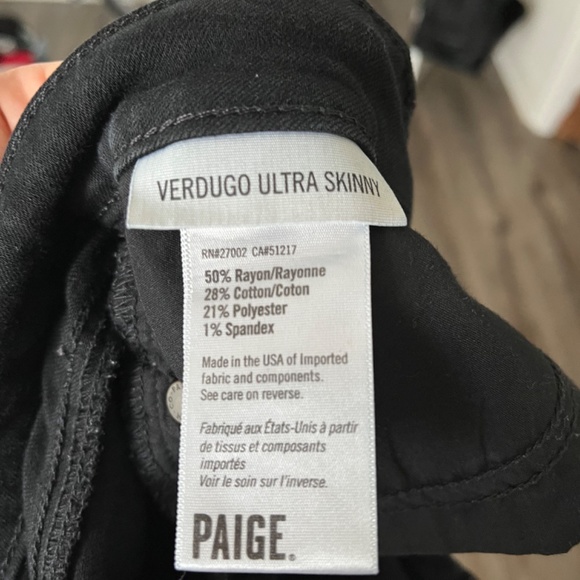 VERDUGO ULTRA SKINNY
RN#27002 CA#51217
50% Rayon/Rayonne
28% Cotton/Coton
21% Polyester
1% Spandex
Made in the USA of Imported
fabric and components.
See care on reverse.
Fabriqué aux États-Unis à partir
de tissus et composants
importés
Voir le soin sur l'inverse.
PAIGE®